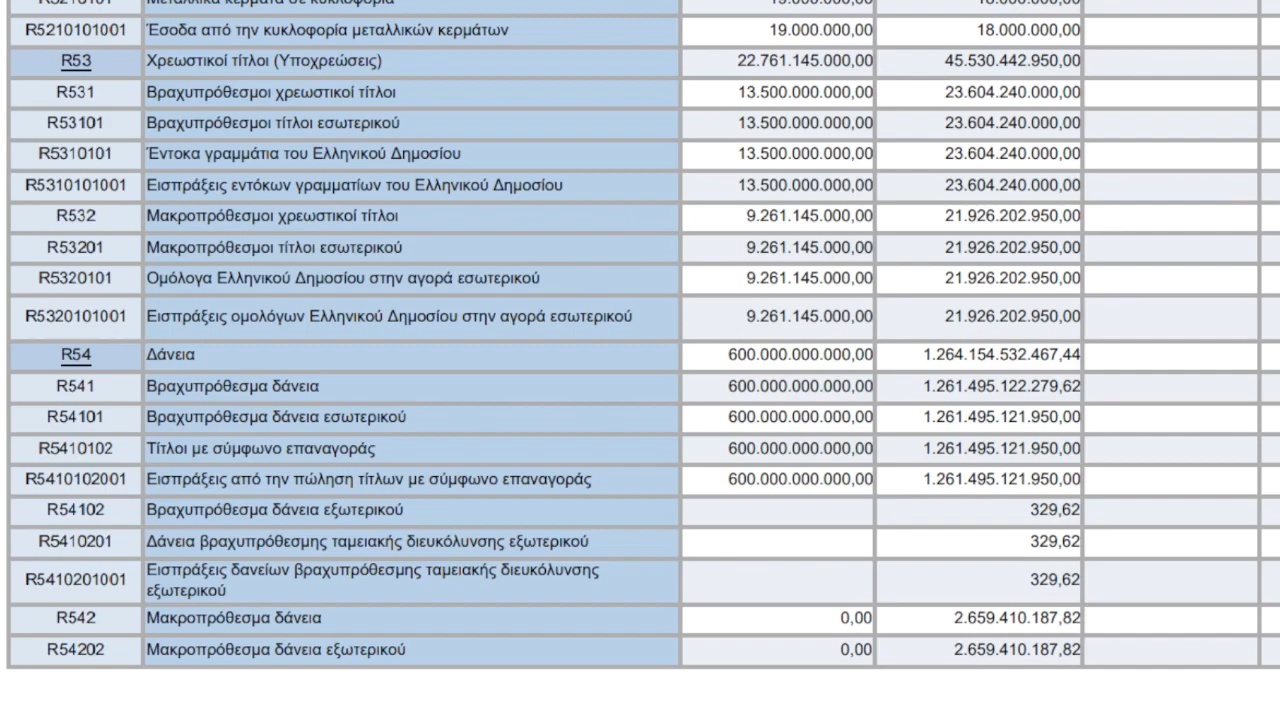 R5210101 Μεταλλικά κέρματα σε κυκλοφορία 19.000.000,00 18.000.000,00
R5210101001 Έσοδα από την κυκλοφορία μεταλλικών κερμάτων 19.000.000,00 18.000.000,00
R53 Χρεωστικοί τίτλοι (Υποχρεώσεις) 22.761.145.000,00 45.530.442.950,00
R531 Βραχυπρόθεσμοι χρεωστικοί τίτλοι 13.500.000.000,00 23.604.240.000,00
R53101 Βραχυπρόθεσμοι τίτλοι εσωτερικού 13.500.000.000,00 23.604.240.000,00
R5310101 Έντοκα γραμμάτια του Ελληνικού Δημοσίου 13.500.000.000,00 23.604.240.000,00
R5310101001 Εισπράξεις εντόκων γραμματίων του Ελληνικού Δημοσίου 13.500.000.000,00 23.604.240.000,00
R532 Μακροπρόθεσμοι χρεωστικοί τίτλοι 9.261.145.000,00 21.926.202.950,00
R53201 Μακροπρόθεσμοι τίτλοι εσωτερικού 9.261.145.000,00 21.926.202.950,00
R5320101 Ομόλογα Ελληνικού Δημοσίου στην αγορά εσωτερικού 9.261.145.000,00 21.926.202.950,00
R5320101001 Εισπράξεις ομολόγων Ελληνικού Δημοσίου στην αγορά εσωτερικού 9.261.145.000,00 21.926.202.950,00
R54 Δάνεια 600.000.000.000,00 1.264.154.532.467,44
R541 Βραχυπρόθεσμα δάνεια 600.000.000.000,00 1.261.495.122.279,62
R54101 Βραχυπρόθεσμα δάνεια εσωτερικού 600.000.000.000,00 1.261.495.121.950,00
R5410102 Τίτλοι με σύμφωνο επαναγοράς 600.000.000.000,00 1.261.495.121.950,00
R5410102001 Εισπράξεις από την πώληση τίτλων με σύμφωνο επαναγοράς 600.000.000.000,00 1.261.495.121.950,00
R54102 Βραχυπρόθεσμα δάνεια εξωτερικού 329,62
R5410201 Δάνεια βραχυπρόθεσμης ταμειακής διευκόλυνσης εξωτερικού 329,62
R5410201001 Εισπράξεις δανείων βραχυπρόθεσμης ταμειακής διευκόλυνσης
εξωτερικού 329,62
R542 Μακροπρόθεσμα δάνεια 0,00 2.659.410.187,82
R54202 Μακροπρόθεσμα δάνεια εξωτερικού 0,00 2.659.410.187,82